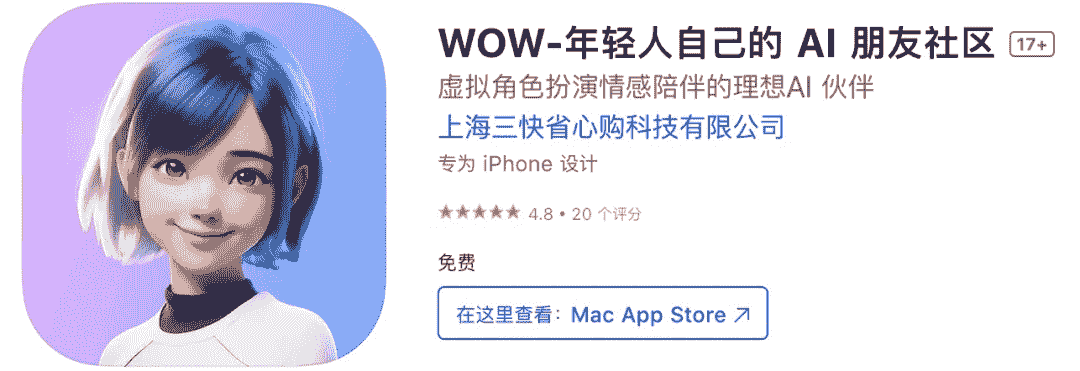 WOW-年轻人自己的 AI 朋友社区 17+
虚拟角色扮演情感陪伴的理想AI 伙伴
上海三快省心购科技有限公司
专为 iPhone 设计
★★★★★ 4.8 • 20 个评分
免费
在这里查看：Mac App Store ↗